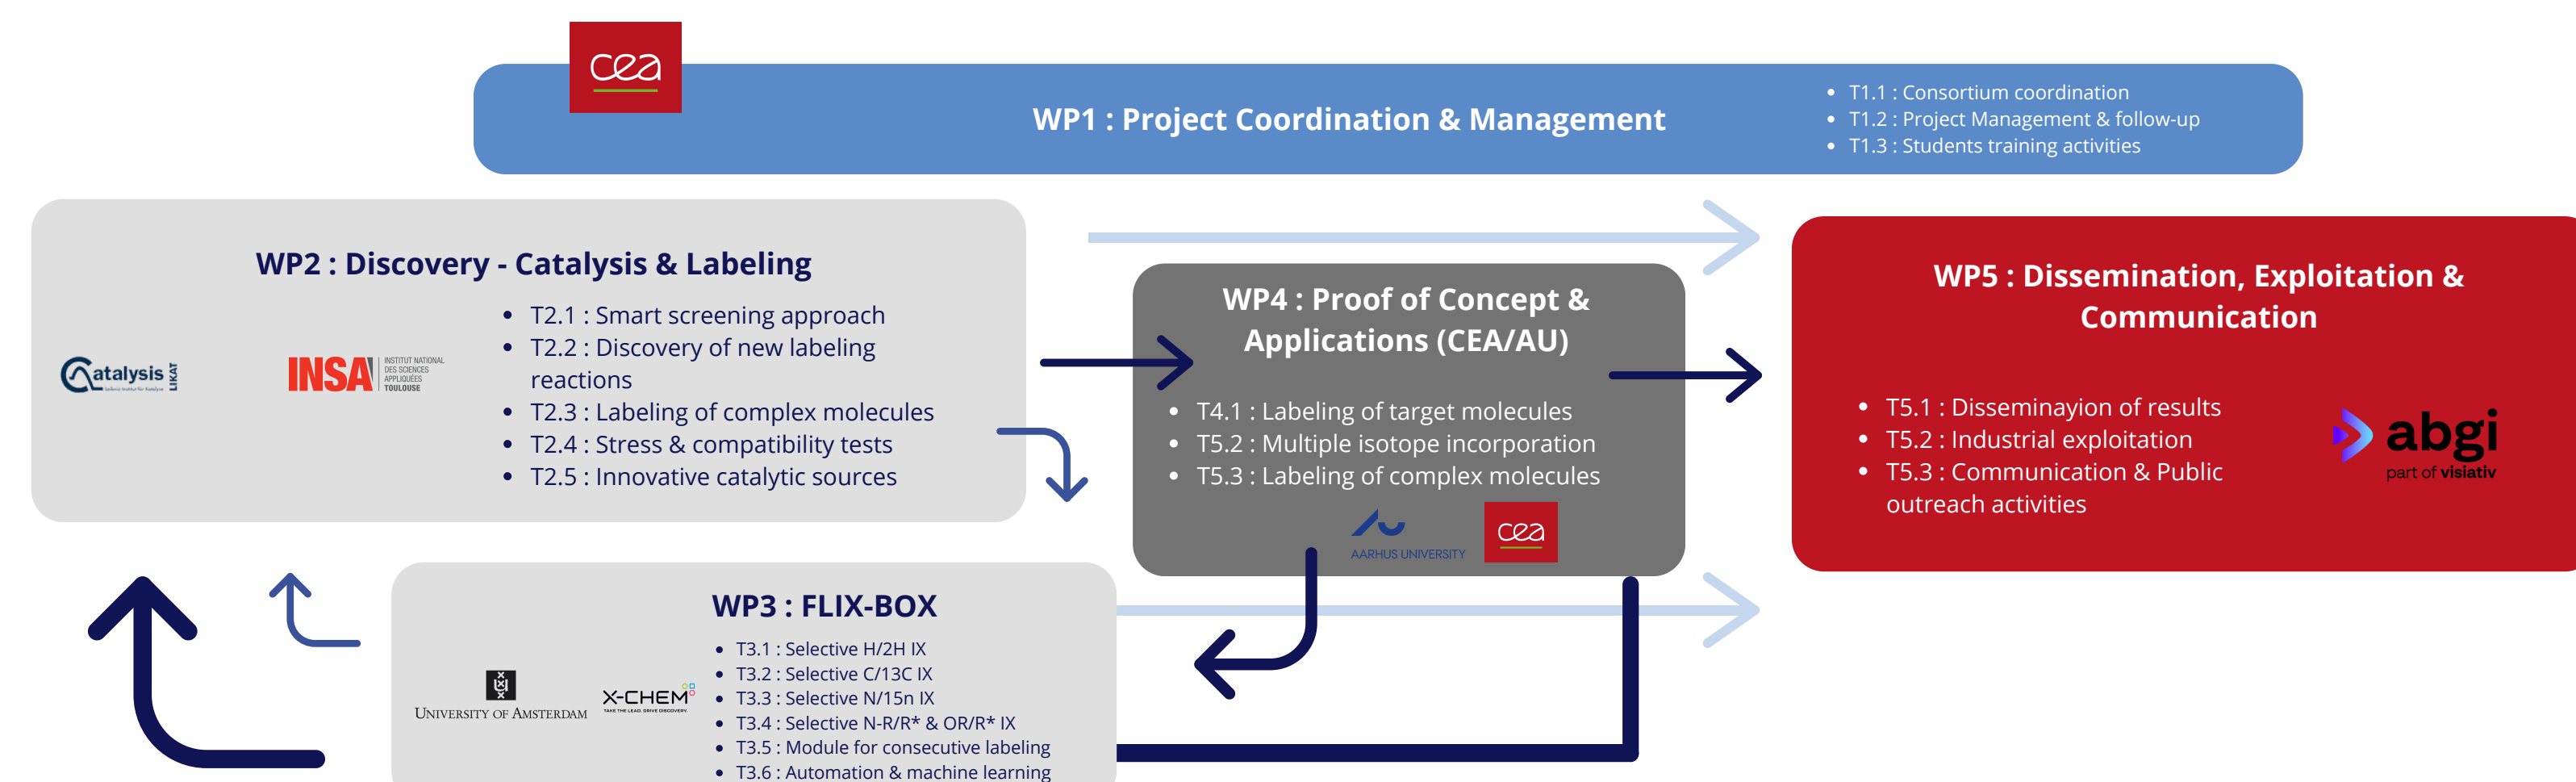 cea
WP1 : Project Coordination & Management
• T1.1 : Consortium coordination
• T1.2 : Project Management & follow-up
• T1.3 : Students training activities
WP2 : Discovery - Catalysis & Labeling
Catalysis
LIKAT
INSA
INSTITUT NATIONAL
DES SCIENCES
APPLIQUÉES
TOULOUSE
• T2.1 : Smart screening approach
• T2.2 : Discovery of new labeling
reactions
• T2.3 : Labeling of complex molecules
• T2.4 : Stress & compatibility tests
• T2.5 : Innovative catalytic sources
WP4 : Proof of Concept &
Applications (CEA/AU)
• T4.1 : Labeling of target molecules
• T5.2 : Multiple isotope incorporation
• T5.3 : Labeling of complex molecules
AARHUS UNIVERSITY
cea
WP5 : Dissemination, Exploitation &
Communication
• T5.1 : Disseminayion of results
• T5.2 : Industrial exploitation
• T5.3 : Communication & Public
outreach activities
abgi
part of visiativ
WP3 : FLIX-BOX
UNIVERSITY OF AMSTERDAM
X-CHEM
TAKE THE LEAD. DRIVE DISCOVERY.
• T3.1 : Selective H/2H IX
• T3.2 : Selective C/13C IX
• T3.3 : Selective N/15n IX
• T3.4 : Selective N-R/R* & OR/R* IX
• T3.5 : Module for consecutive labeling
• T3.6 : Automation & machine learning